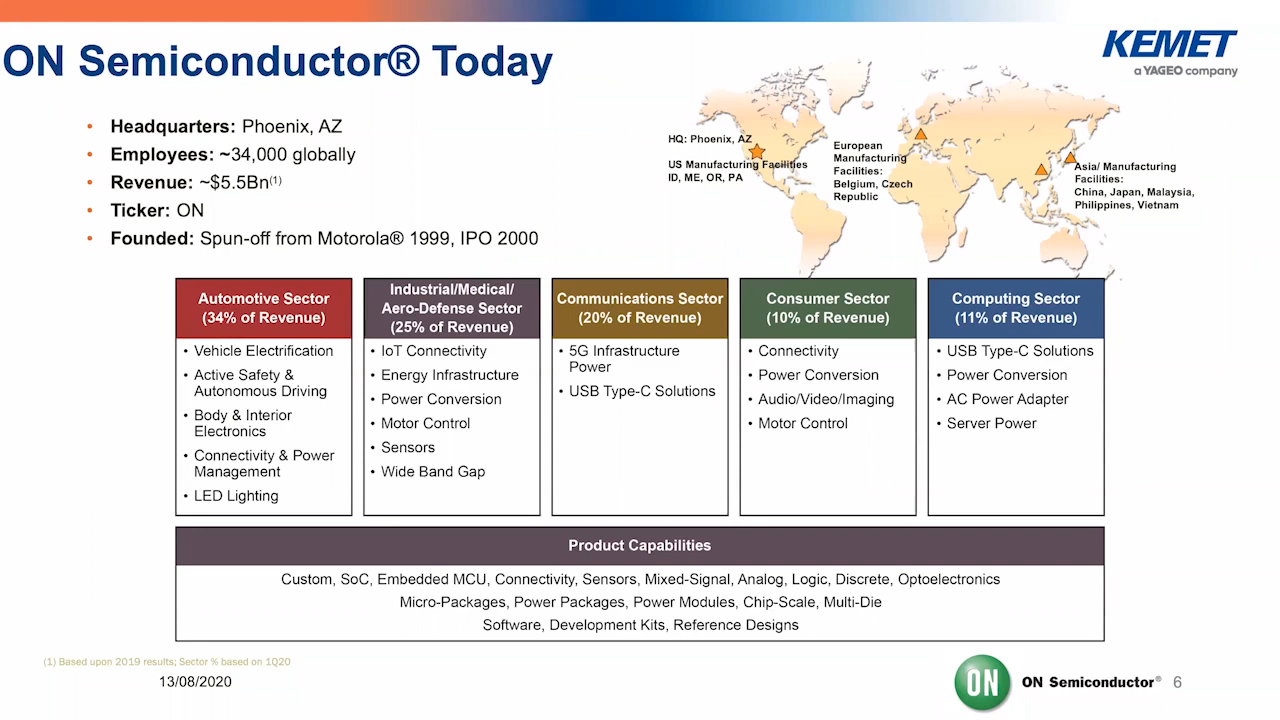 KEMET
a YAGEO company
ON Semiconductor® Today
• Headquarters: Phoenix, AZ
• Employees: ~34,000 globally
• Revenue: ~$5.5Bn(1)
• Ticker: ON
• Founded: Spun-off from Motorola® 1999, IPO 2000
HQ: Phoenix, AZ
US Manufacturing Facilities
ID, ME, OR, PA
European
Manufacturing
Facilities:
Belgium, Czech
Republic
Asia/ Manufacturing
Facilities:
China, Japan, Malaysia,
Philippines, Vietnam
Automotive Sector
(34% of Revenue)
• Vehicle Electrification
• Active Safety &
Autonomous Driving
• Body & Interior
Electronics
• Connectivity & Power
Management
• LED Lighting
Industrial/Medical/
Aero-Defense Sector
(25% of Revenue)
• IoT Connectivity
• Energy Infrastructure
• Power Conversion
• Motor Control
• Sensors
• Wide Band Gap
Communications Sector
(20% of Revenue)
• 5G Infrastructure
Power
• USB Type-C Solutions
Consumer Sector
(10% of Revenue)
• Connectivity
• Power Conversion
• Audio/Video/Imaging
• Motor Control
Computing Sector
(11% of Revenue)
• USB Type-C Solutions
• Power Conversion
• AC Power Adapter
• Server Power
Product Capabilities
Custom, SoC, Embedded MCU, Connectivity, Sensors, Mixed-Signal, Analog, Logic, Discrete, Optoelectronics
Micro-Packages, Power Packages, Power Modules, Chip-Scale, Multi-Die
Software, Development Kits, Reference Designs
(1) Based upon 2019 results; Sector % based on 1Q20
13/08/2020
ON
ON Semiconductor®
6